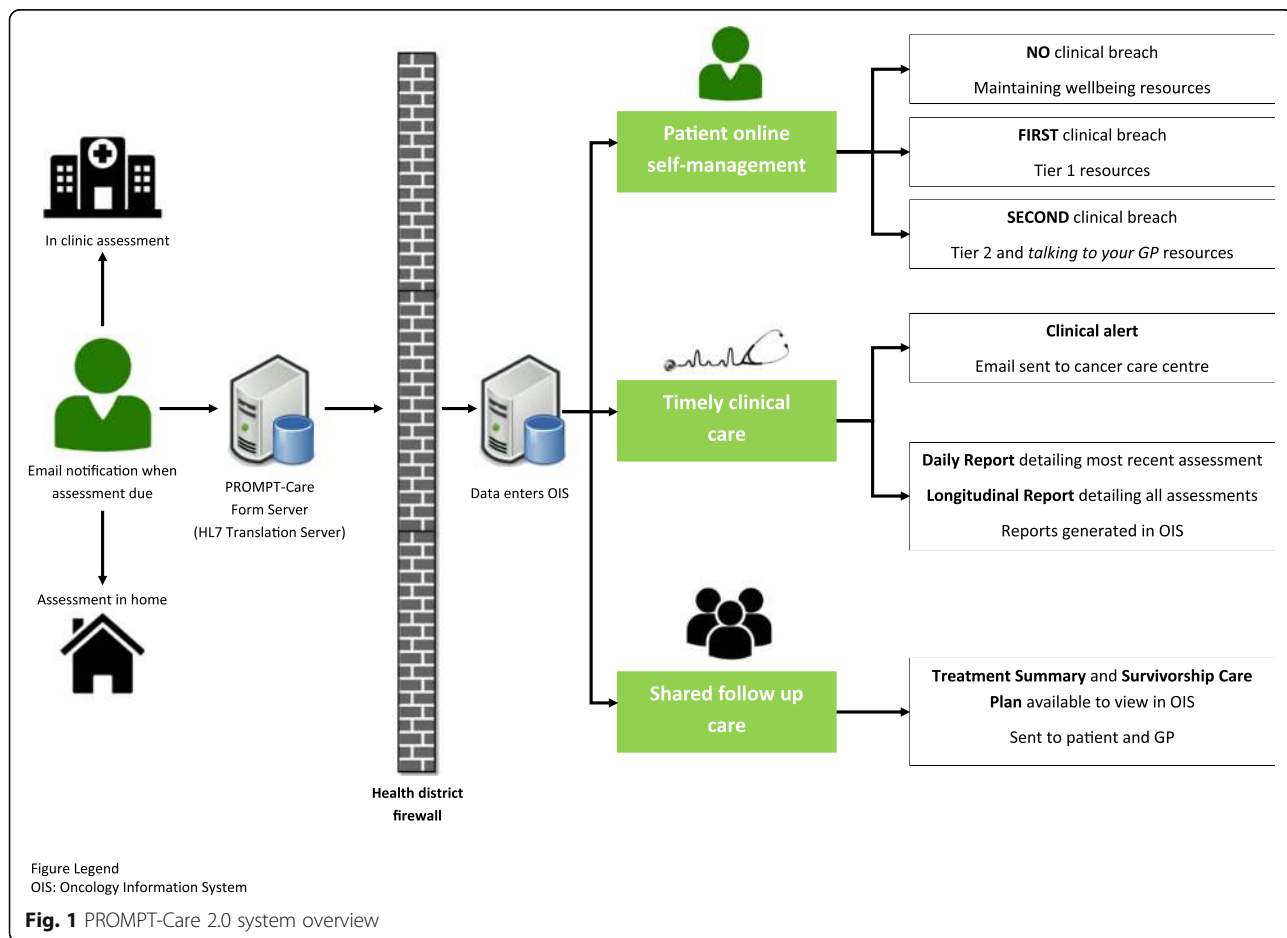 In clinic assessment
Email notification when
assessment due
Assessment in home
PROMPT-Care
Form Server
(HL7 Translation Server)
Health district
firewall
Data enters OIS
Patient online
self-management
NO clinical breach
Maintaining wellbeing resources
FIRST clinical breach
Tier 1 resources
SECOND clinical breach
Tier 2 and talking to your GP resources
Timely clinical
care
Clinical alert
Email sent to cancer care centre
Daily Report detailing most recent assessment
Longitudinal Report detailing all assessments
Reports generated in OIS
Shared follow up
care
Treatment Summary and Survivorship Care
Plan available to view in OIS
Sent to patient and GP
Figure Legend
OIS: Oncology Information System
Fig. 1 PROMPT-Care 2.0 system overview